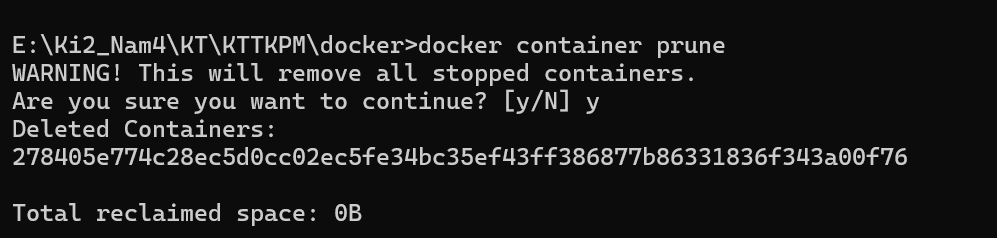 E:\Ki2_Nam4\KT\KTTKPM\docker>docker container prune
WARNING! This will remove all stopped containers.
Are you sure you want to continue? [y/N] y
Deleted Containers:
278405e774c28ec5d0cc02ec5fe34bc35ef43ff386877b86331836f343a00f76
Total reclaimed space: 0B